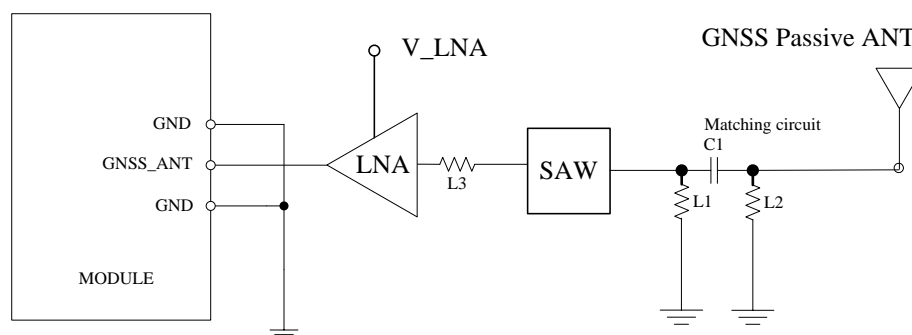 GNSS Passive ANT
V_LNA
GND
Matching circuit
C1
GNSS_ANT
LNA
SAW
L3
GND
L1
L2
MODULE